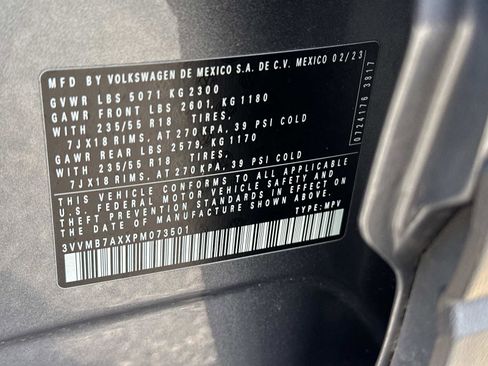 MFD BY VOLKSWAGEN DE MEXICO S.A. DE C.V. MEXICO 02/23
GVWR LBS 5071 KG 2300
GAWR FRONT LBS 2601, KG 1180
WITH 235/55 R18 TIRES,
7JX18 RIMS, AT 270 KPA, 39 PSI COLD
GAWR REAR LBS 2579, KG 1170
WITH 235/55 R18 TIRES,
7JX18 RIMS, AT 270 KPA, 39 PSI COLD
THIS VEHICLE CONFORMS TO ALL APPLICABLE
U.S. FEDERAL MOTOR VEHICLE SAFETY AND
THEFT PREVENTION STANDARDS IN EFFECT ON
THE DATE OF MANUFACTURE SHOWN ABOVE.
3VVMB7AXXPM073501 TYPE: MPV
0724176 3817